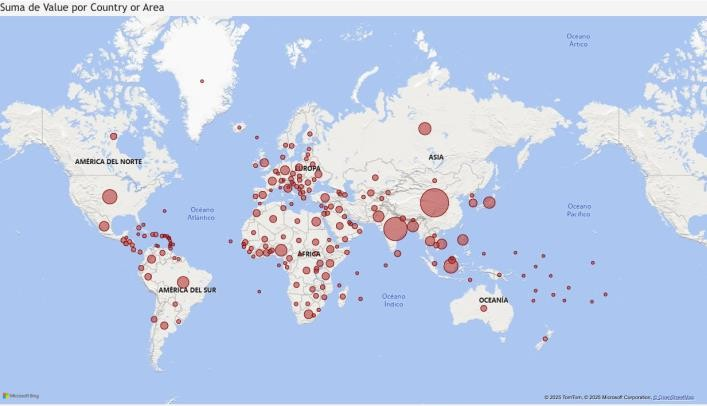 Suma de Value por Country or Area
Océano
Ártico
AMÉRICA DEL NORTE
EUROPA
ASIA
Océano
Atlántico
Océano
Pacífico
ÁFRICA
AMÉRICA DEL SUR
Océano
Índico
OCEANÍA
Microsoft Bing
© 2025 TomTom, © 2025 Microsoft Corporation, © OpenStreetMap